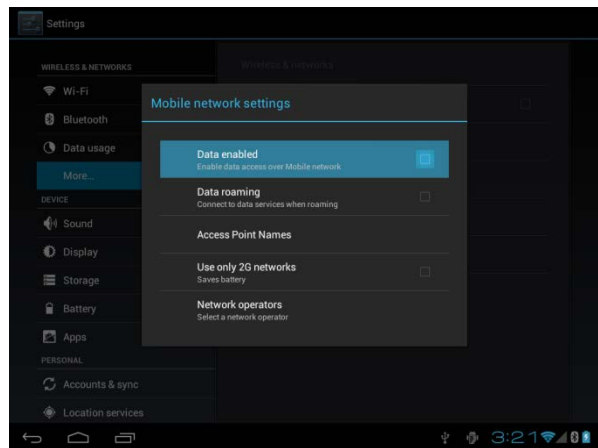 Settings
WIRELESS & NETWORKS
Wi-Fi
Bluetooth
Data usage
More...
DEVICE
Sound
Display
Storage
Battery
Apps
PERSONAL
Accounts & sync
Location services
Wireless & networks
Mobile network settings
Data enabled
Enable data access over Mobile network
Data roaming
Connect to data services when roaming
Access Point Names
Use only 2G networks
Saves battery
Network operators
Select a network operator
3:21